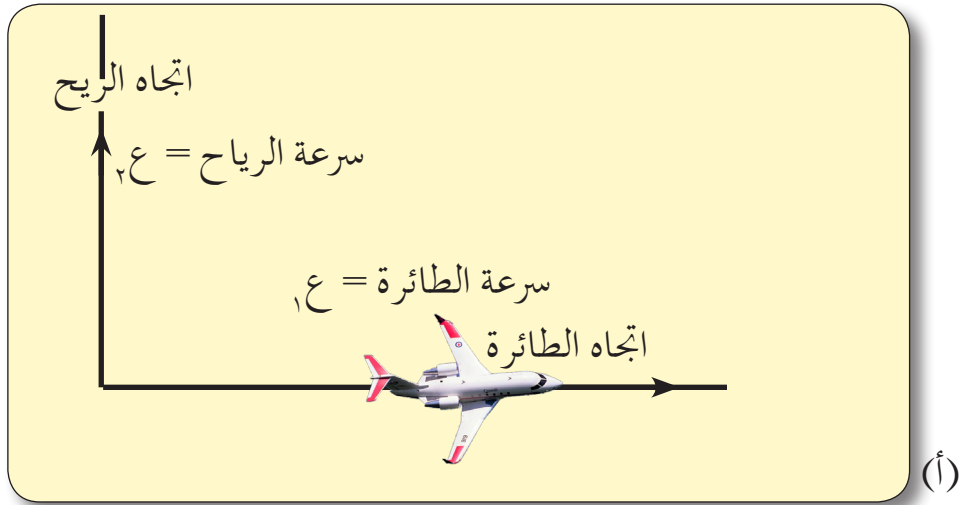 اتجاه الريح
سرعة الرياح = ع٢
سرعة الطائرة = ع١
اتجاه الطائرة
(أ)